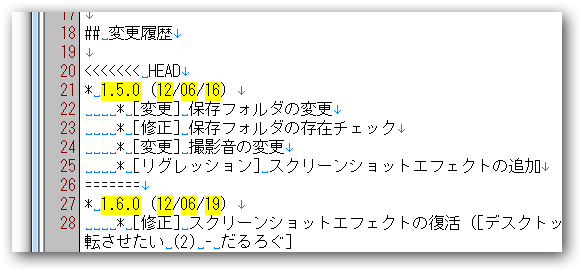 17
18 ## 変更履歴
19
20 <<<<<<< HEAD
21 * 1.5.0 (12/06/16)
22 * [変更] 保存フォルダの変更
23 * [修正] 保存フォルダの存在チェック
24 * [変更] 撮影音の変更
25 * [リグレッション] スクリーンショットエフェクトの追加
26 =======
27 * 1.6.0 (12/06/19)
28 * [修正] スクリーンショットエフェクトの復活 ([デスクトッ
転させたい (2) - だるろぐ]